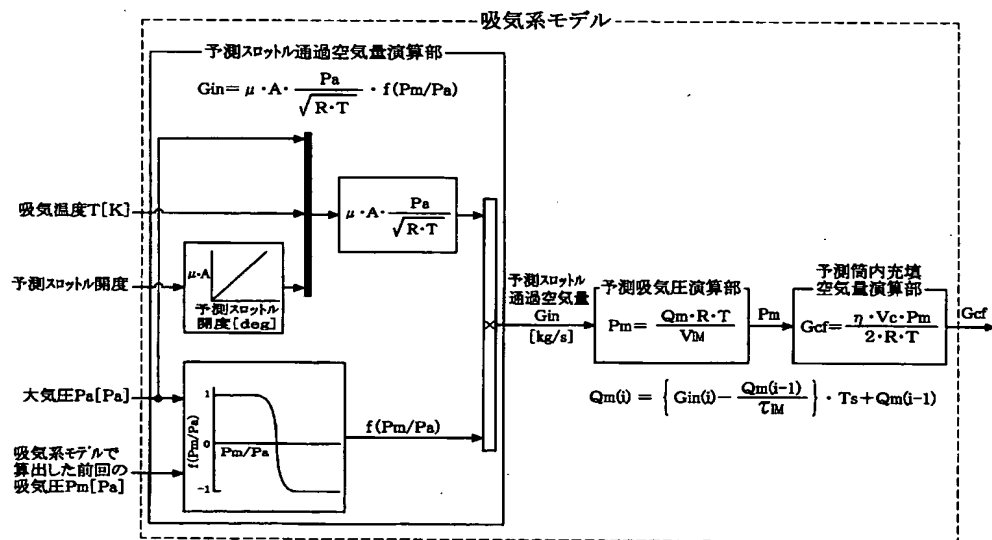 吸気系モデル
予測スロットル通過空気量演算部
Gin=μ・A・Pa/√R・T・f(Pm/Pa)
吸気温度T[K]
μ・A・Pa/√R・T
予測スロットル開度
μ・A
予測スロットル
開度[deg]
大気圧Pa[Pa]
吸気系モデルで
算出した前回の
吸気圧Pm[Pa]
f(Pm/Pa)
1
0
-1
Pm/Pa
f(Pm/Pa)
×
予測スロットル
通過空気量
Gin
[kg/s]
予測吸気圧演算部
Pm=Qm・R・T/VIM
Pm
予測筒内充填
空気量演算部
Gcf=η・Vc・Pm/2・R・T
Gcf
Qm(i) = {Gin(i)-Qm(i-1)/τIM}・Ts+Qm(i-1)